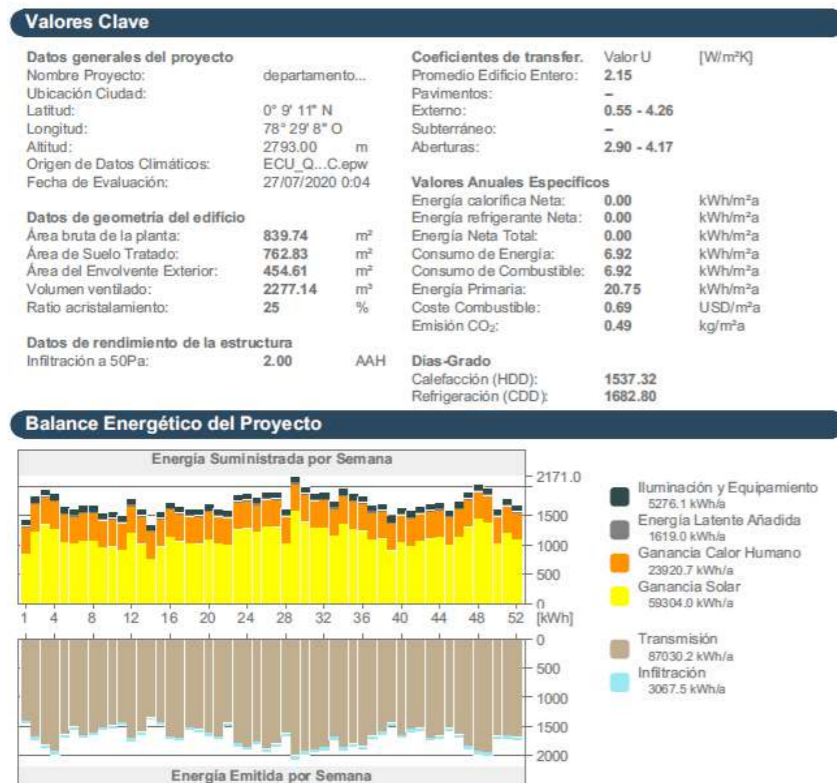 Valores Clave
Datos generales del proyecto
Nombre Proyecto: departamento...
Ubicación Ciudad:
Latitud: 0° 9' 11" N
Longitud: 78° 29' 8" O
Altitud: 2793.00 m
Origen de Datos Climáticos: ECU_Q...C.epw
Fecha de Evaluación: 27/07/2020 0:04
Datos de geometría del edificio
Área bruta de la planta: 839.74 m²
Área de Suelo Tratado: 762.83 m²
Área del Envolvente Exterior: 454.61 m²
Volumen ventilado: 2277.14 m³
Ratio acristalamiento: 25 %
Datos de rendimiento de la estructura
Infiltración a 50Pa: 2.00 AAH
Coeficientes de transfer. Valor U [W/m²K]
Promedio Edificio Entero: 2.15
Pavimentos: –
Externo: 0.55 - 4.26
Subterráneo: –
Aberturas: 2.90 - 4.17
Valores Anuales Específicos
Energía calorífica Neta: 0.00 kWh/m²a
Energía refrigerante Neta: 0.00 kWh/m²a
Energía Neta Total: 0.00 kWh/m²a
Consumo de Energía: 6.92 kWh/m²a
Consumo de Combustible: 6.92 kWh/m²a
Energía Primaria: 20.75 kWh/m²a
Coste Combustible: 0.69 USD/m²a
Emisión CO₂: 0.49 kg/m²a
Días-Grado
Calefacción (HDD): 1537.32
Refrigeración (CDD): 1682.80
Balance Energético del Proyecto
Energía Suministrada por Semana
2171.0
1500
1000
500
0
1 4 8 12 16 20 24 28 32 36 40 44 48 52 [kWh]
0
500
1000
1500
2000
Energía Emitida por Semana
Iluminación y Equipamiento
5276.1 kWh/a
Energía Latente Añadida
1619.0 kWh/a
Ganancia Calor Humano
23920.7 kWh/a
Ganancia Solar
59304.0 kWh/a
Transmisión
87030.2 kWh/a
Infiltración
3067.5 kWh/a